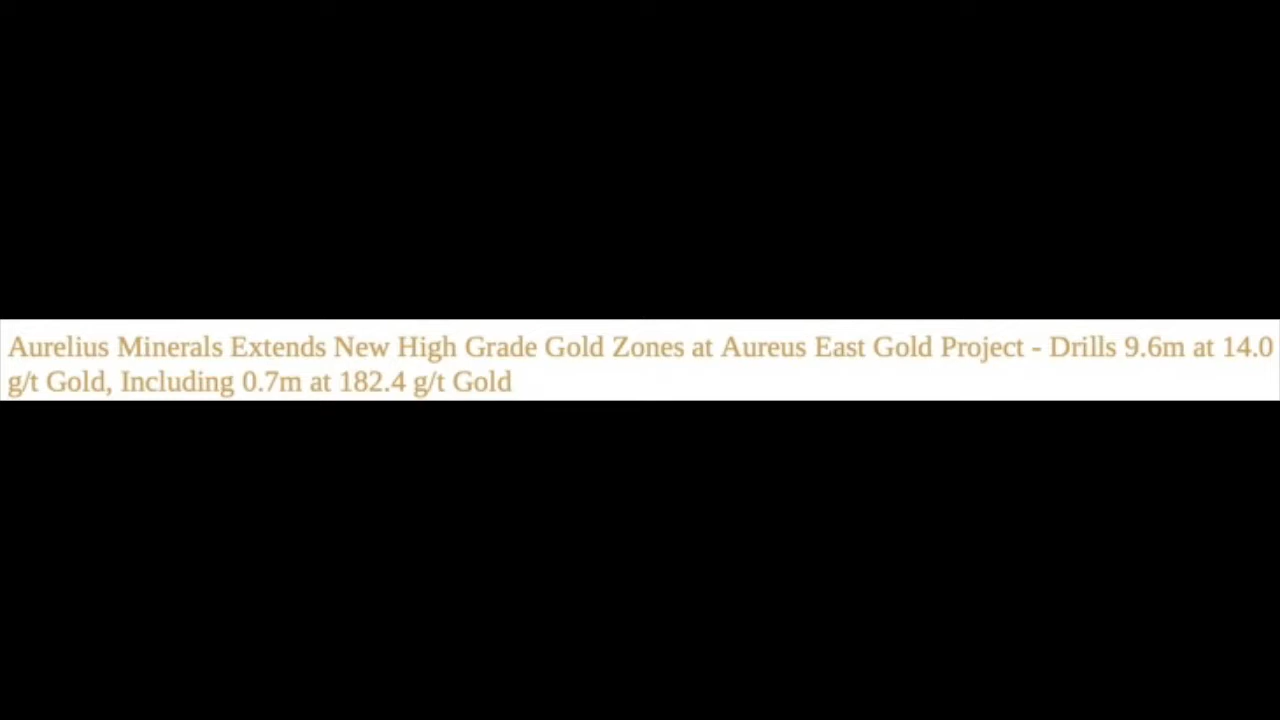 Aurelius Minerals Extends New High Grade Gold Zones at Aureus East Gold Project - Drills 9.6m at 14.0
g/t Gold, Including 0.7m at 182.4 g/t Gold